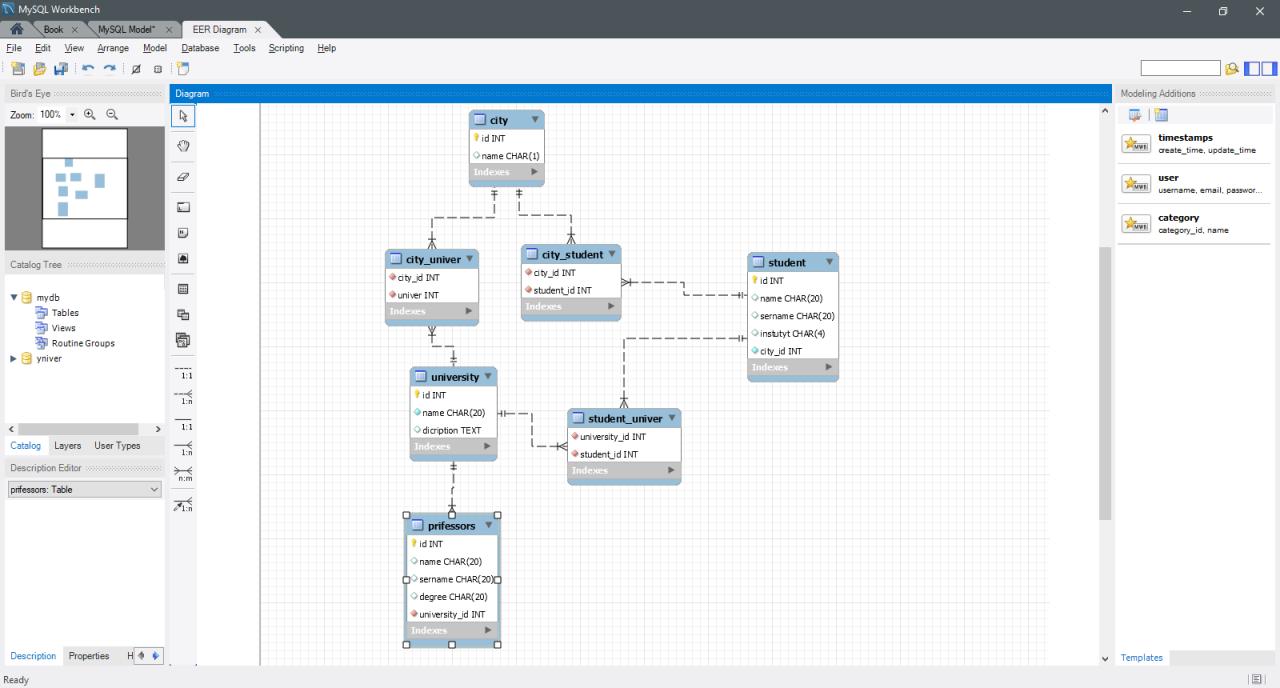 MySQL Workbench
Book
MySQL Model*
EER Diagram
File Edit View Arrange Model Database Tools Scripting Help
Bird's Eye
Zoom: 100%
Catalog Tree
mydb
Tables
Views
Routine Groups
yniver
Catalog Layers User Types
Description Editor
prifessors: Table
Description Properties H
Ready
Diagram
1:1
1:n
1:1
1:n
n:m
1:n
city
id INT
name CHAR(1)
Indexes
city_univer
city_id INT
univer INT
Indexes
city_student
city_id INT
student_id INT
Indexes
student
id INT
name CHAR(20)
sername CHAR(20)
instutyt CHAR(4)
city_id INT
Indexes
university
id INT
name CHAR(20)
dicription TEXT
Indexes
student_univer
university_id INT
student_id INT
Indexes
prifessors
id INT
name CHAR(20)
sername CHAR(20)
degree CHAR(20)
university_id INT
Indexes
Modeling Additions
timestamps
create_time, update_time
user
username, email, passwor...
category
category_id, name
Templates